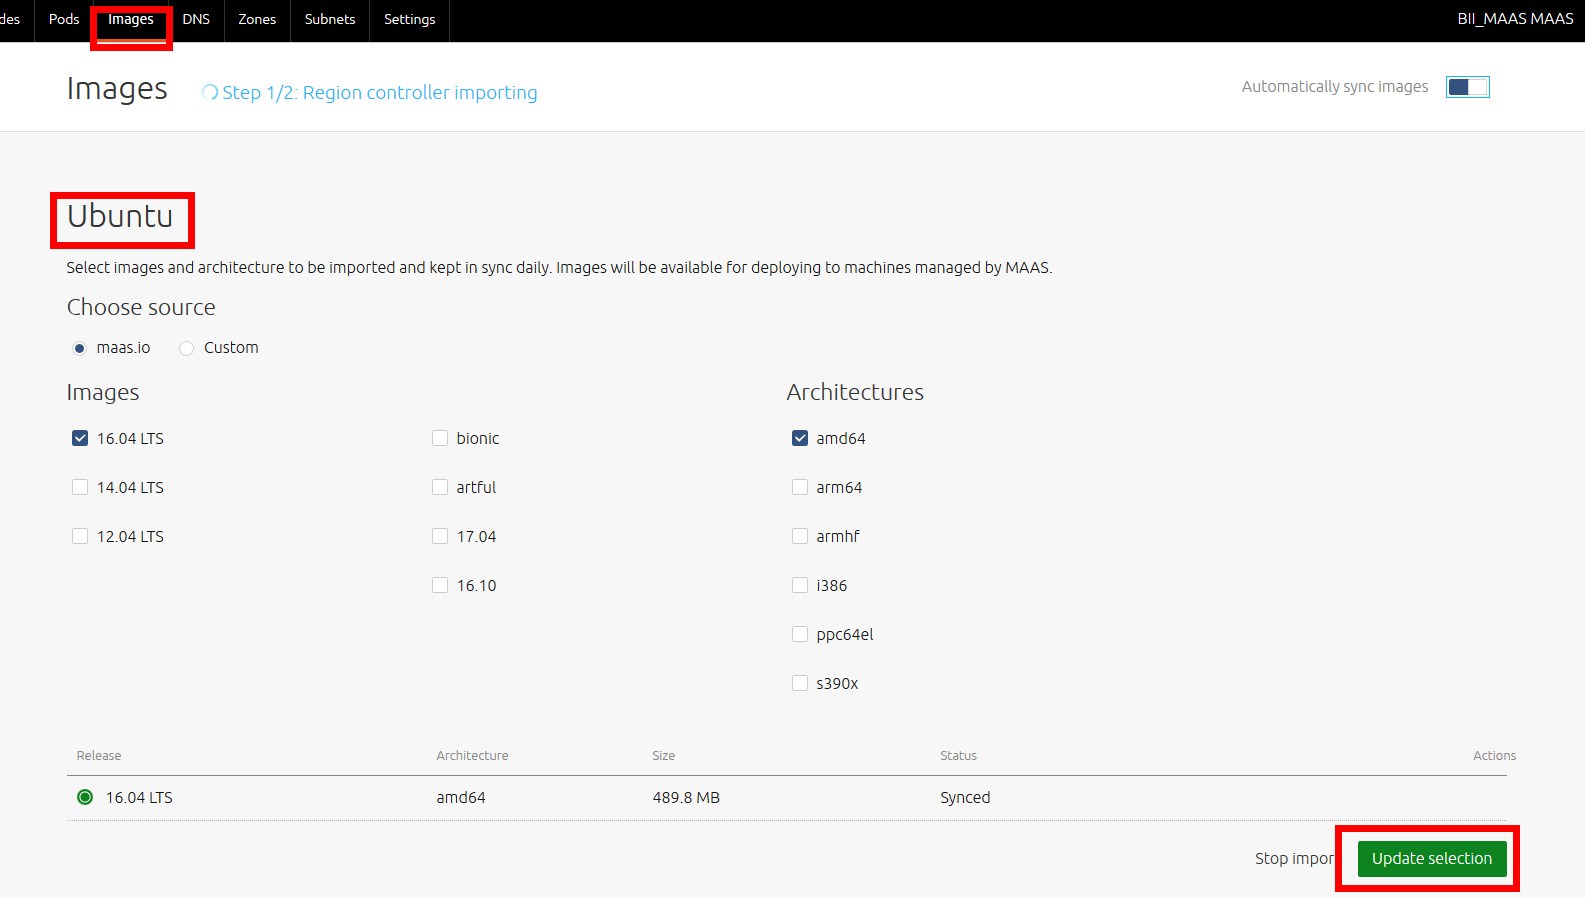 des Pods Images DNS Zones Subnets Settings BII_MAAS MAAS
Images Step 1/2: Region controller importing Automatically sync images
Ubuntu
Select images and architecture to be imported and kept in sync daily. Images will be available for deploying to machines managed by MAAS.
Choose source
maas.io Custom
Images Architectures
16.04 LTS bionic amd64
14.04 LTS artful arm64
12.04 LTS 17.04 armhf
16.10 i386
ppc64el
s390x
Release Architecture Size Status Actions
16.04 LTS amd64 489.8 MB Synced
Stop impor Update selection